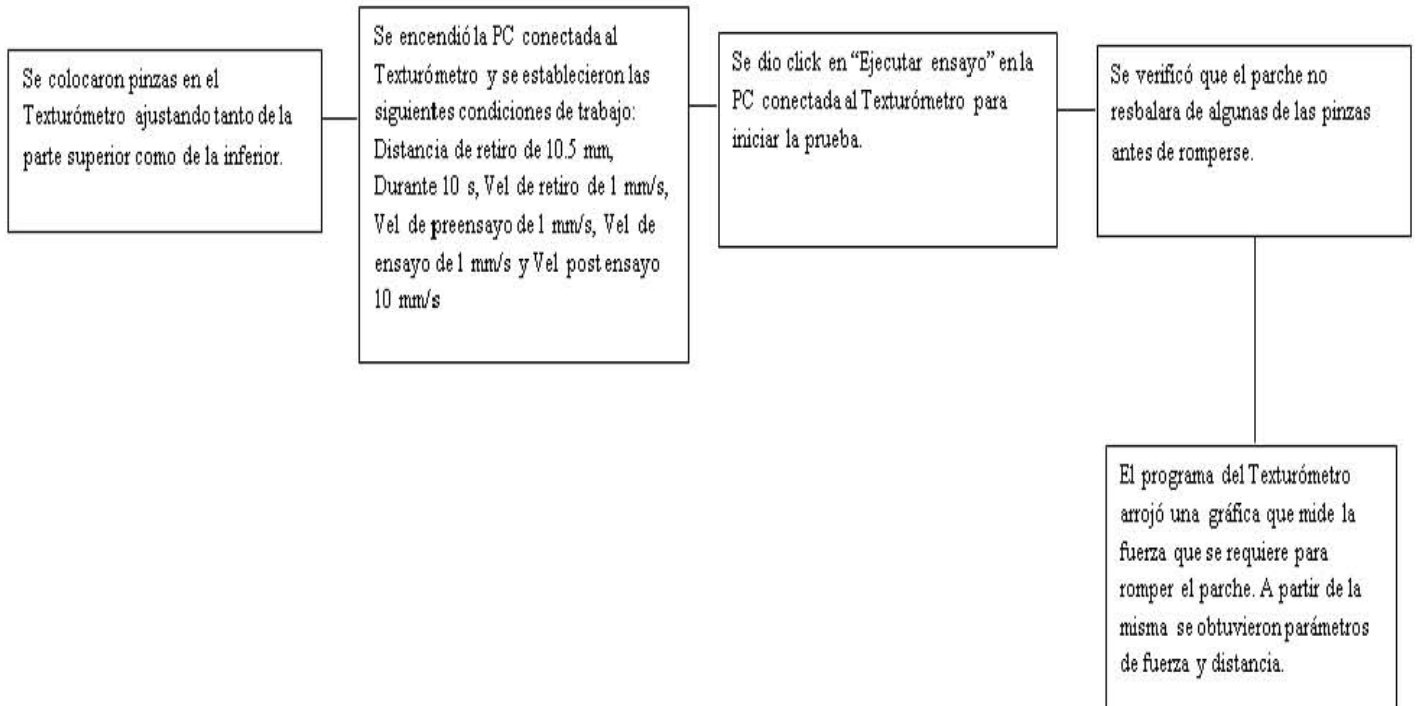 Se colocaron pinzas en el
Texturómetro ajustando tanto de la
parte superior como de la inferior.
Se encendió la PC conectada al
Texturómetro y se establecieron las
siguientes condiciones de trabajo:
Distancia de retiro de 10.5 mm,
Durante 10 s, Vel de retiro de 1 mm/s,
Vel de preensayo de 1 mm/s, Vel de
ensayo de 1 mm/s y Vel post ensayo
10 mm/s
Se dio click en “Ejecutar ensayo” en la
PC conectada al Texturómetro para
iniciar la prueba.
Se verificó que el parche no
resbalara de algunas de las pinzas
antes de romperse.
El programa del Texturómetro
arrojó una gráfica que mide la
fuerza que se requiere para
romper el parche. A partir de la
misma se obtuvieron parámetros
de fuerza y distancia.